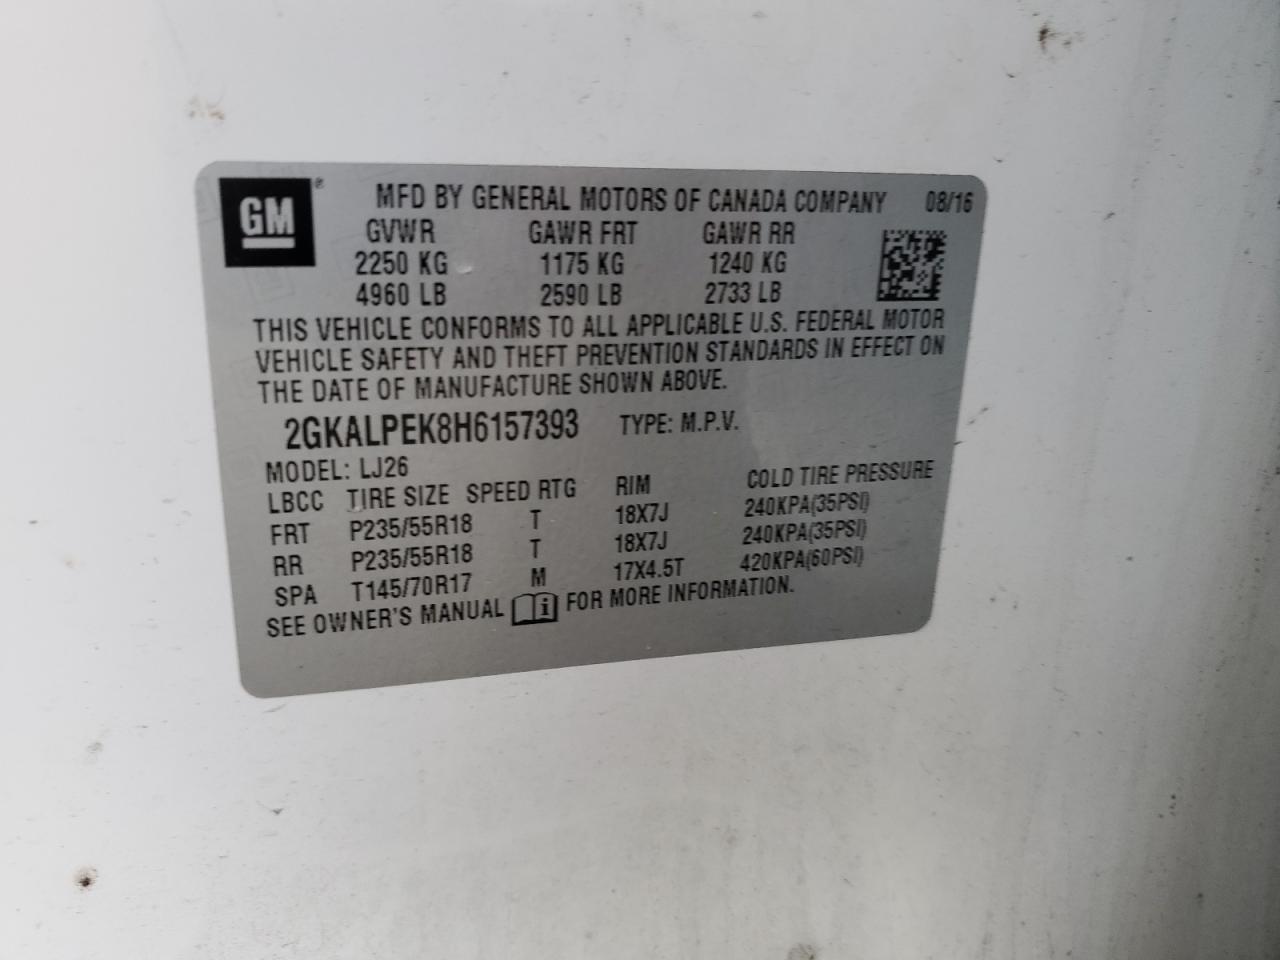 GM ® MFD BY GENERAL MOTORS OF CANADA COMPANY 08/16
GVWR GAWR FRT GAWR RR
2250 KG 1175 KG 1240 KG
4960 LB 2590 LB 2733 LB
THIS VEHICLE CONFORMS TO ALL APPLICABLE U.S. FEDERAL MOTOR
VEHICLE SAFETY AND THEFT PREVENTION STANDARDS IN EFFECT ON
THE DATE OF MANUFACTURE SHOWN ABOVE.
2GKALPEK8H6157393 TYPE: M.P.V.
MODEL: LJ26
LBCC TIRE SIZE SPEED RTG RIM COLD TIRE PRESSURE
FRT P235/55R18 T 18X7J 240KPA(35PSI)
RR P235/55R18 T 18X7J 240KPA(35PSI)
SPA T145/70R17 M 17X4.5T 420KPA(60PSI)
SEE OWNER'S MANUAL i FOR MORE INFORMATION.